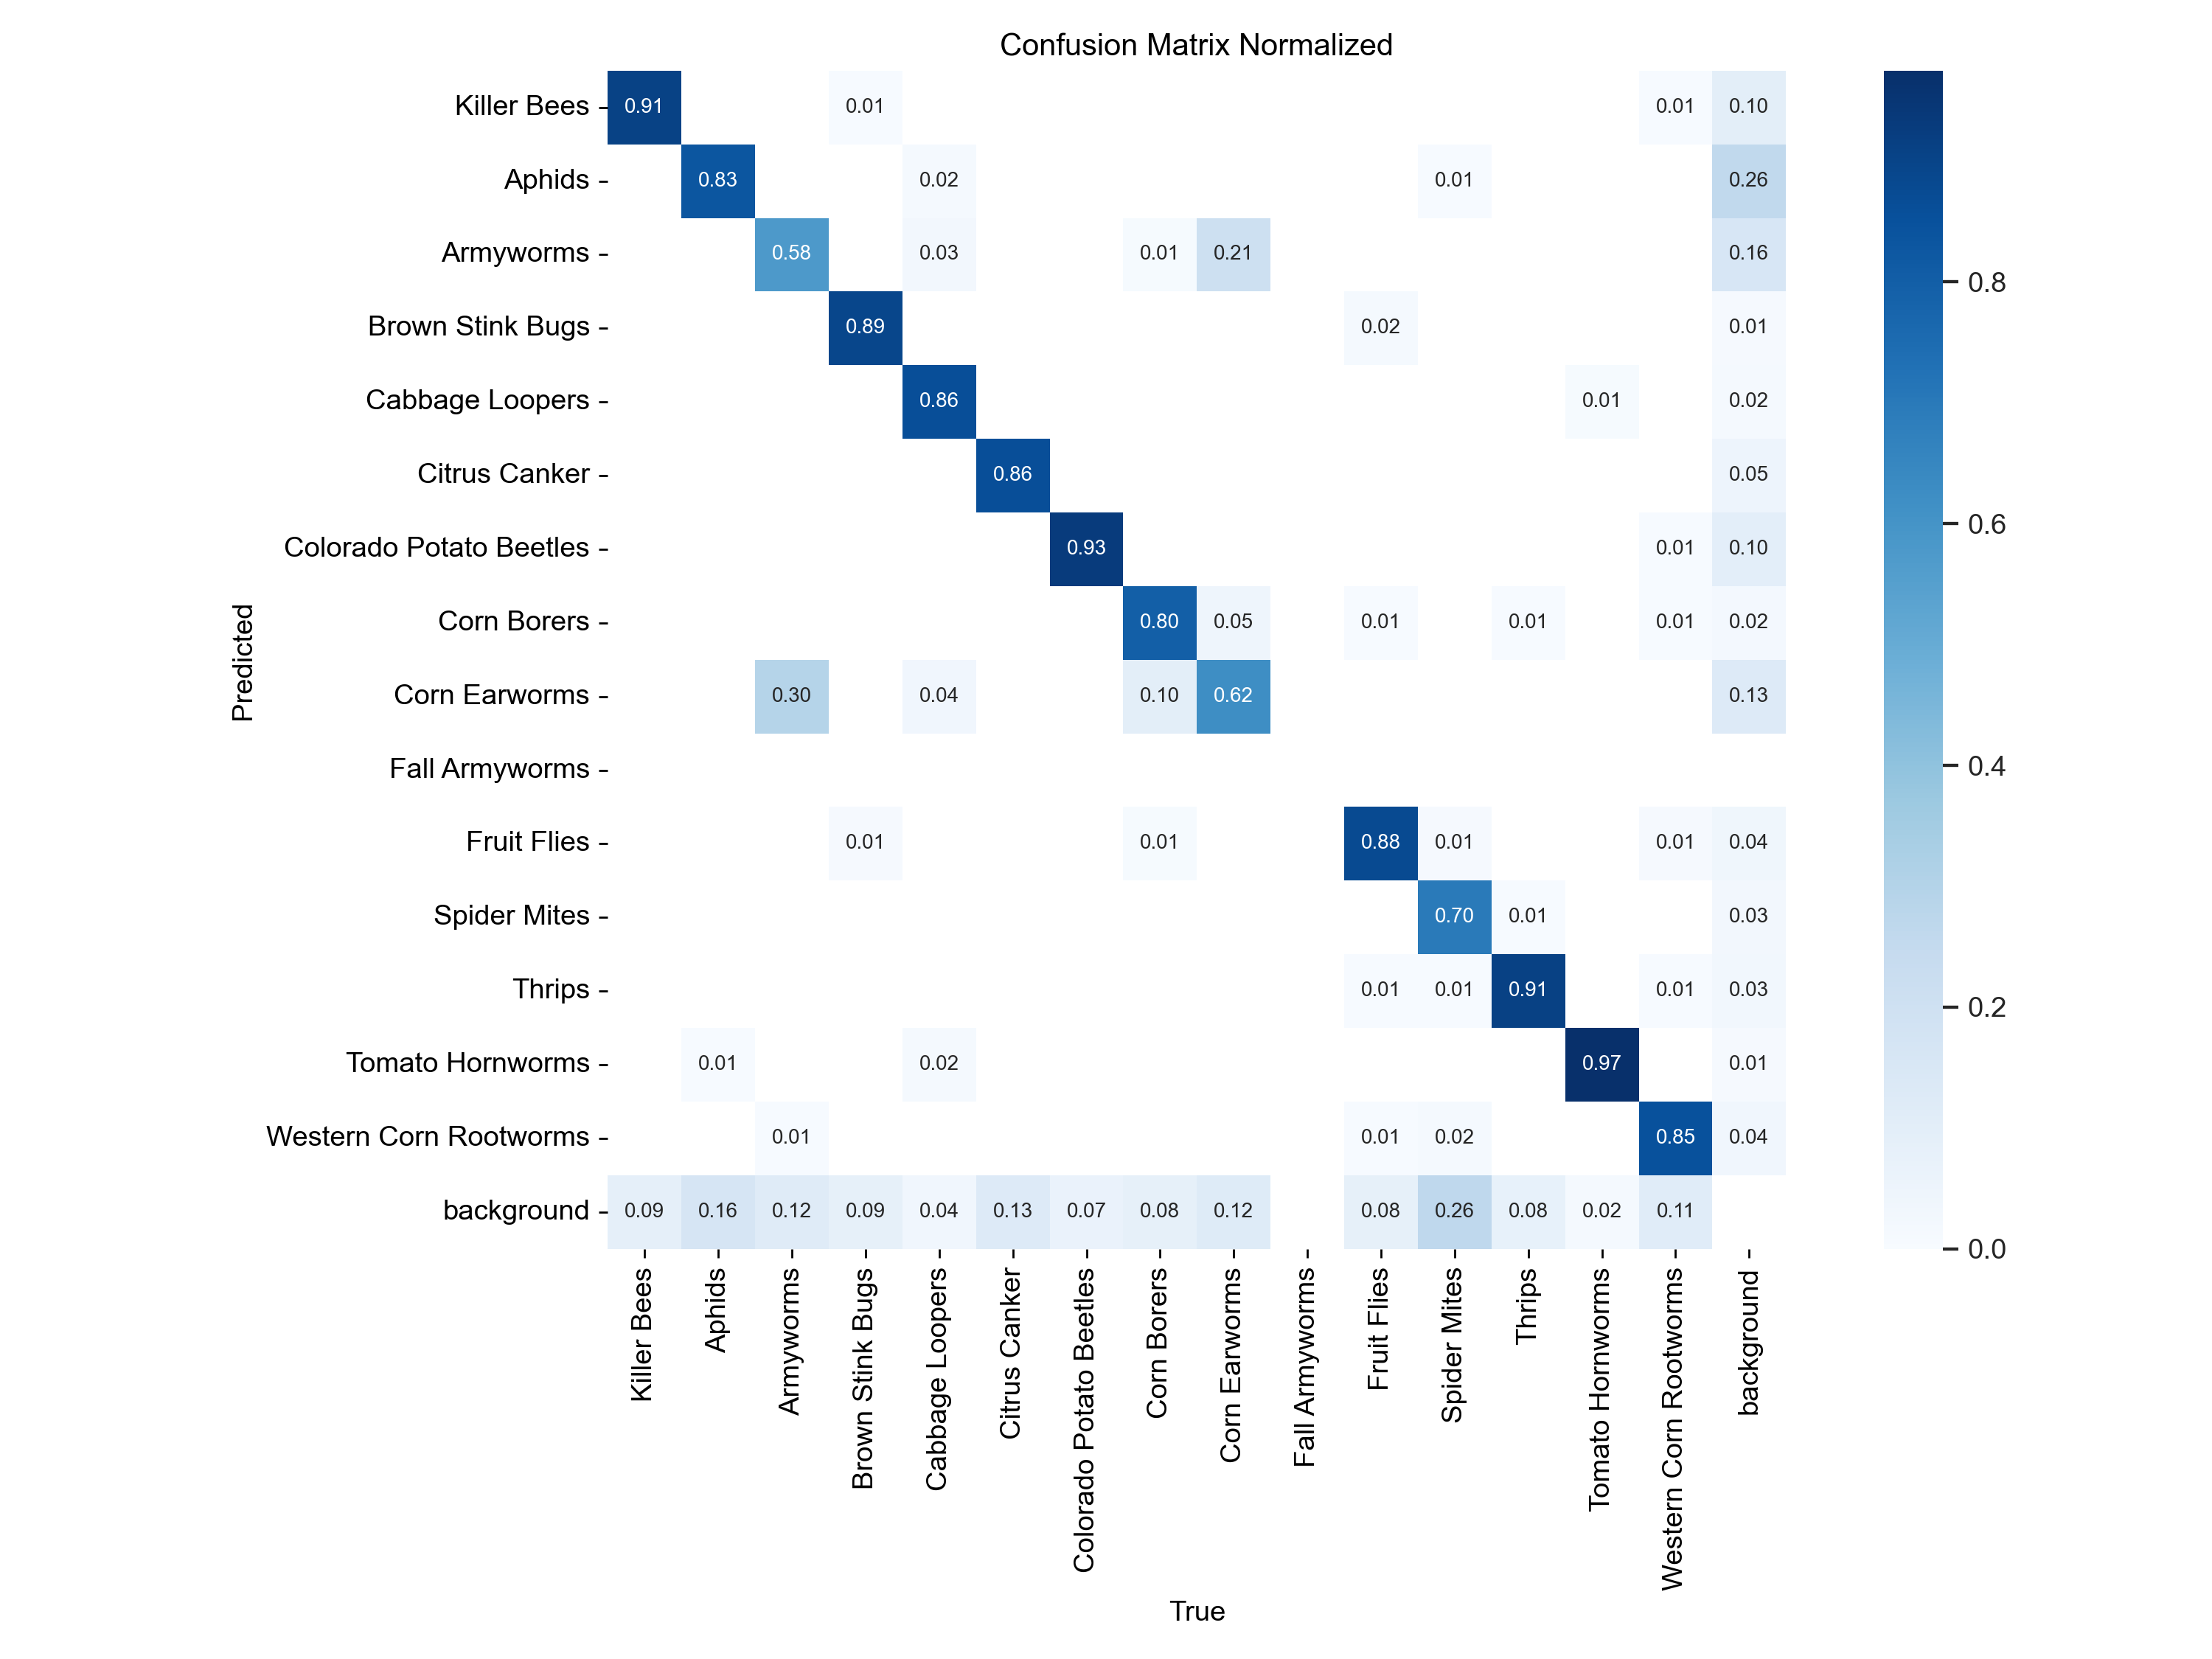 Confusion Matrix Normalized
Killer Bees 0.91 0.01 0.01 0.10
Aphids 0.83 0.02 0.01 0.26
Armyworms 0.58 0.03 0.01 0.21 0.16
Brown Stink Bugs 0.89 0.02 0.01
Cabbage Loopers 0.86 0.01 0.02
Citrus Canker 0.86 0.05
Colorado Potato Beetles 0.93 0.01 0.10
Corn Borers 0.80 0.05 0.01 0.01 0.01 0.02
Corn Earworms 0.30 0.04 0.10 0.62 0.13
Fall Armyworms
Fruit Flies 0.01 0.01 0.88 0.01 0.01 0.04
Spider Mites 0.70 0.01 0.03
Thrips 0.01 0.01 0.91 0.01 0.03
Tomato Hornworms 0.01 0.02 0.97 0.01
Western Corn Rootworms 0.01 0.01 0.02 0.85 0.04
background 0.09 0.16 0.12 0.09 0.04 0.13 0.07 0.08 0.12 0.08 0.26 0.08 0.02 0.11
Predicted
Killer Bees
Aphids
Armyworms
Brown Stink Bugs
Cabbage Loopers
Citrus Canker
Colorado Potato Beetles
Corn Borers
Corn Earworms
Fall Armyworms
Fruit Flies
Spider Mites
Thrips
Tomato Hornworms
Western Corn Rootworms
background
True
0.8
0.6
0.4
0.2
0.0